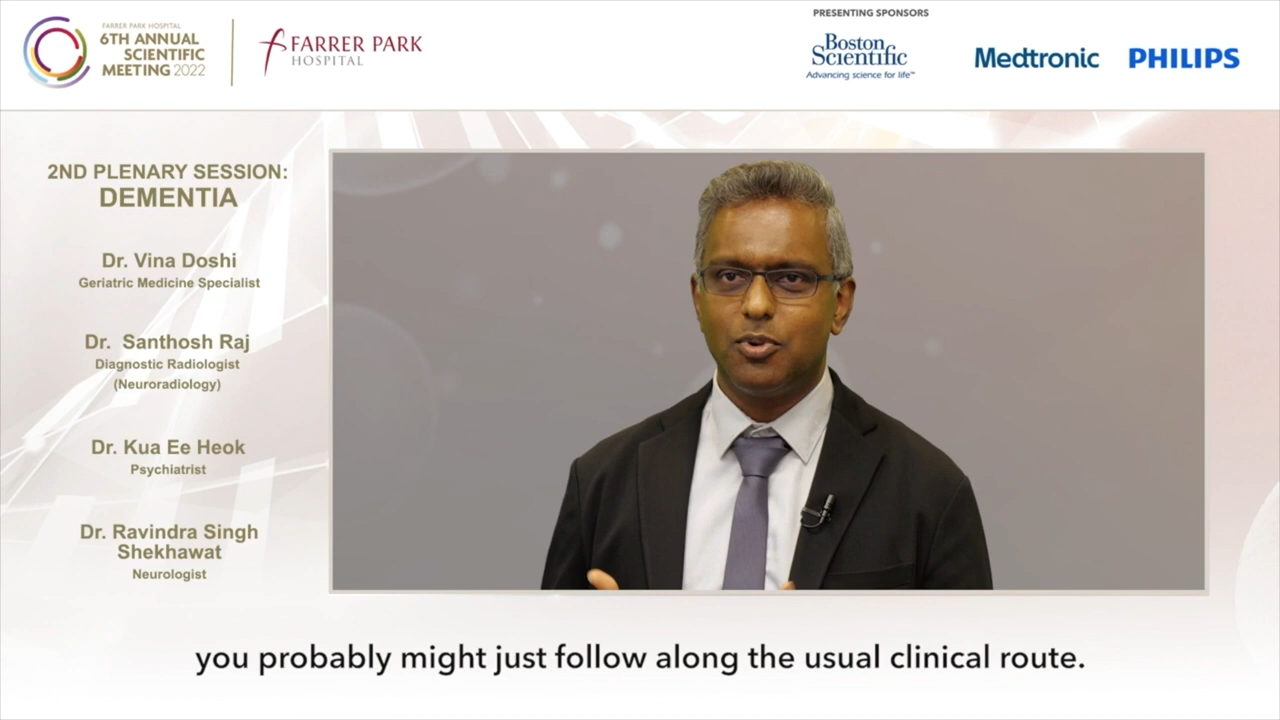 FARRER PARK HOSPITAL
6TH ANNUAL
SCIENTIFIC
MEETING 2022
FARRER PARK
HOSPITAL
PRESENTING SPONSORS
Boston
Scientific
Advancing science for life™
Medtronic
PHILIPS
2ND PLENARY SESSION:
DEMENTIA
Dr. Vina Doshi
Geriatric Medicine Specialist
Dr. Santhosh Raj
Diagnostic Radiologist
(Neuroradiology)
Dr. Kua Ee Heok
Psychiatrist
Dr. Ravindra Singh
Shekhawat
Neurologist
you probably might just follow along the usual clinical route.